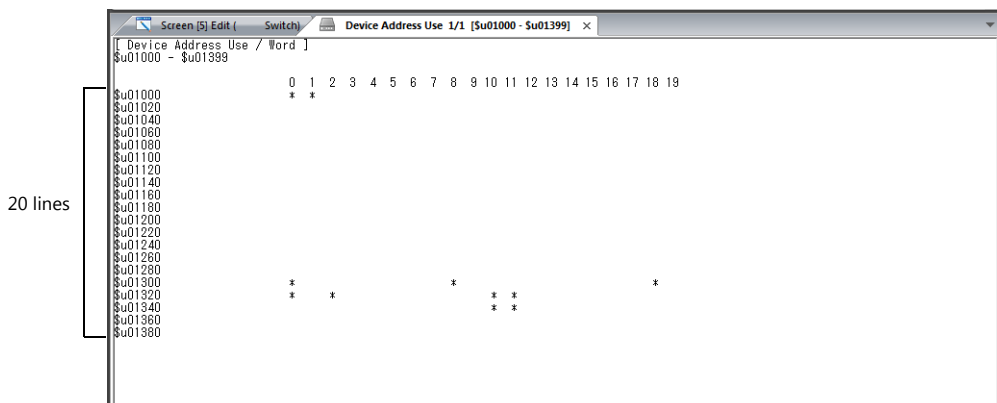 Screen [5] Edit ( Switch) Device Address Use 1/1 [$u01000 - $u01399] ×
[ Device Address Use / Word ]
$u01000 - $u01399
0 1 2 3 4 5 6 7 8 9 10 11 12 13 14 15 16 17 18 19
$u01000 * *
$u01020
$u01040
$u01060
$u01080
$u01100
$u01120
$u01140
$u01160
20 lines
$u01180
$u01200
$u01220
$u01240
$u01260
$u01280
$u01300 * * *
$u01320 * * * *
$u01340 * *
$u01360
$u01380